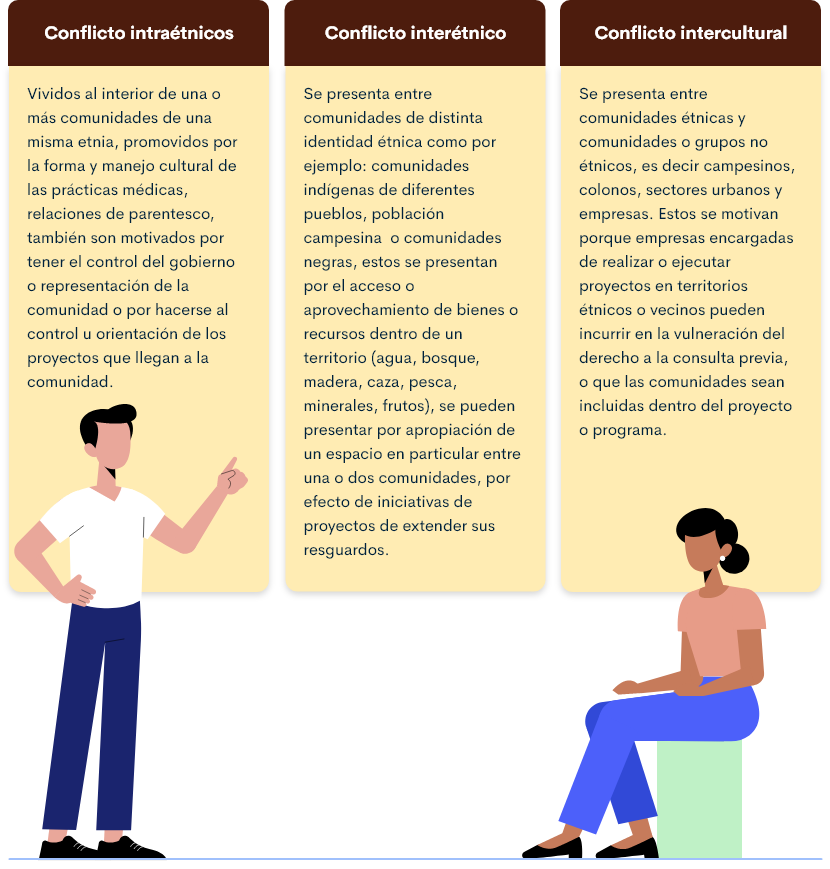 Conflicto intraétnicos
Vividos al interior de una o
más comunidades de una
misma etnia, promovidos por
la forma y manejo cultural de
las prácticas médicas,
relaciones de parentesco,
también son motivados por
tener el control del gobierno
o representación de la
comunidad o por hacerse al
control u orientación de los
proyectos que llegan a la
comunidad.
Conflicto interétnico
Se presenta entre
comunidades de distinta
identidad étnica como por
ejemplo: comunidades
indígenas de diferentes
pueblos, población
campesina  o comunidades
negras, estos se presentan
por el acceso o
aprovechamiento de bienes o
recursos dentro de un
territorio (agua, bosque,
madera, caza, pesca,
minerales, frutos), se pueden
presentar por apropiación de
un espacio en particular entre
una o dos comunidades, por
efecto de iniciativas de
proyectos de extender sus
resguardos.
Conflicto intercultural
Se presenta entre
comunidades étnicas y
comunidades o grupos no
étnicos, es decir campesinos,
colonos, sectores urbanos y
empresas. Estos se motivan
porque empresas encargadas
de realizar o ejecutar
proyectos en territorios
étnicos o vecinos pueden
incurrir en la vulneración del
derecho a la consulta previa,
o que las comunidades sean
incluidas dentro del proyecto
o programa.